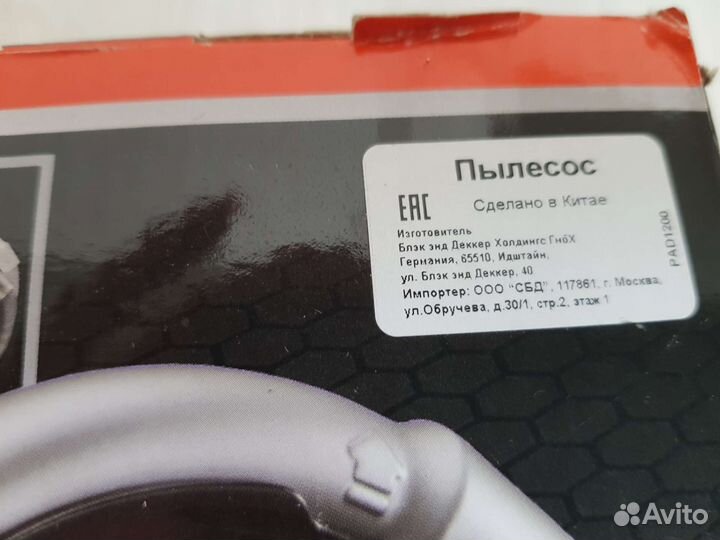 Пылесос
EAC
Сделано в Китае
Изготовитель
Блэк энд Деккер Холдингс ГмбХ
Германия, 65510, Идштайн,
ул. Блэк энд Деккер, 40
Импортер: ООО "СБД", 117861, г. Москва,
ул.Обручева, д.30/1, стр.2, этаж 1
PAD1200
Avito